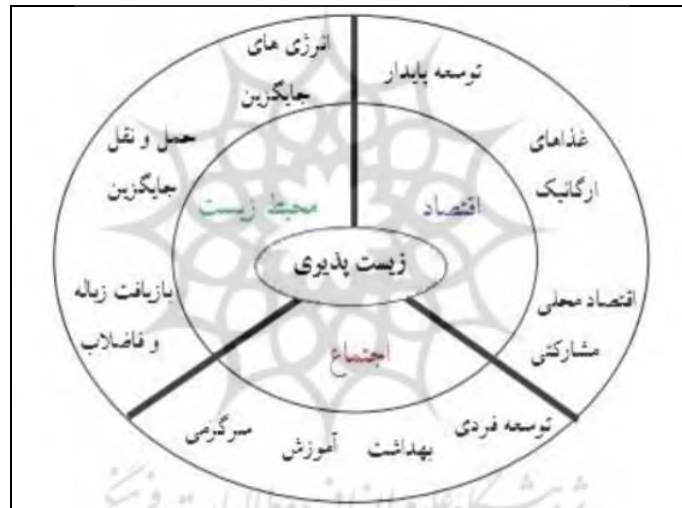 انرژی های
جایگزین
توسعه پایدار
حمل و نقل
جایگزین
غذاهای
ارگانیک
محیط زیست
اقتصاد
زیست پذیری
بازیافت زباله
و فاضلاب
اقتصاد محلی
مشارکتی
اجتماع
توسعه فردی
بهداشت
آموزش
سرگرمی